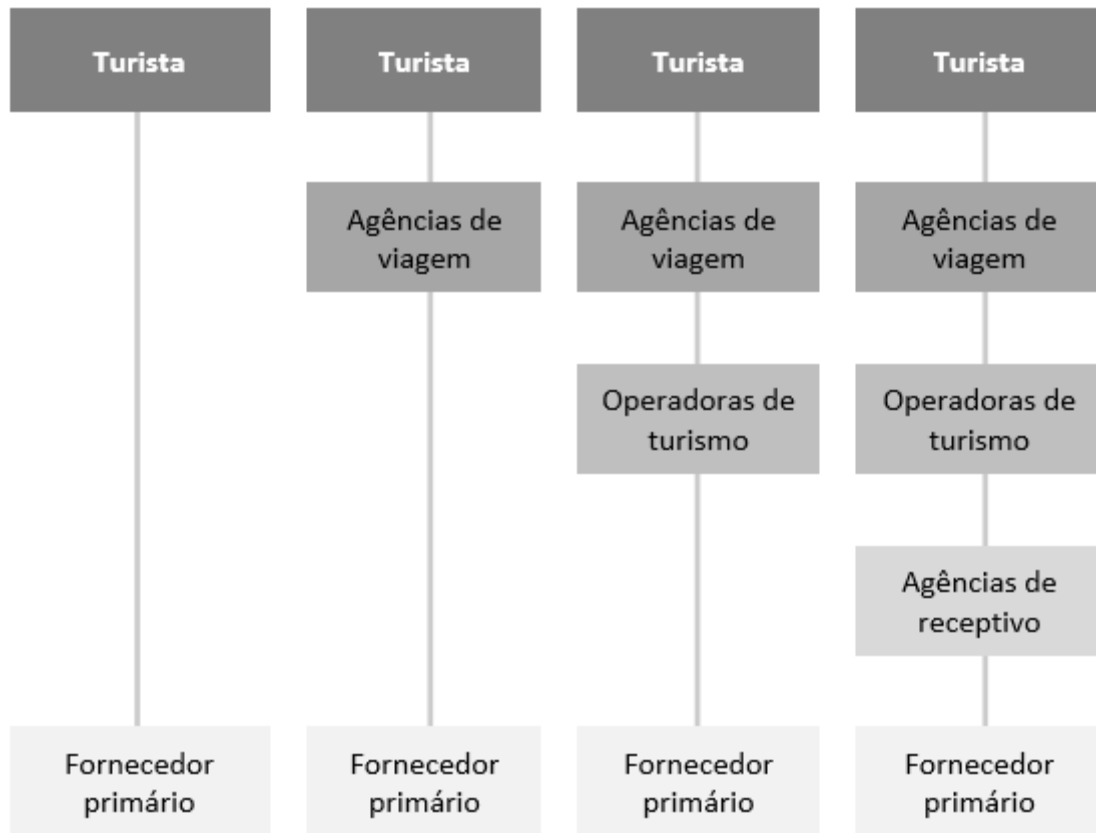 Turista
Turista
Turista
Turista
Agências de
viagem
Agências de
viagem
Agências de
viagem
Operadoras de
turismo
Operadoras de
turismo
Agências de
receptivo
Fornecedor
primário
Fornecedor
primário
Fornecedor
primário
Fornecedor
primário